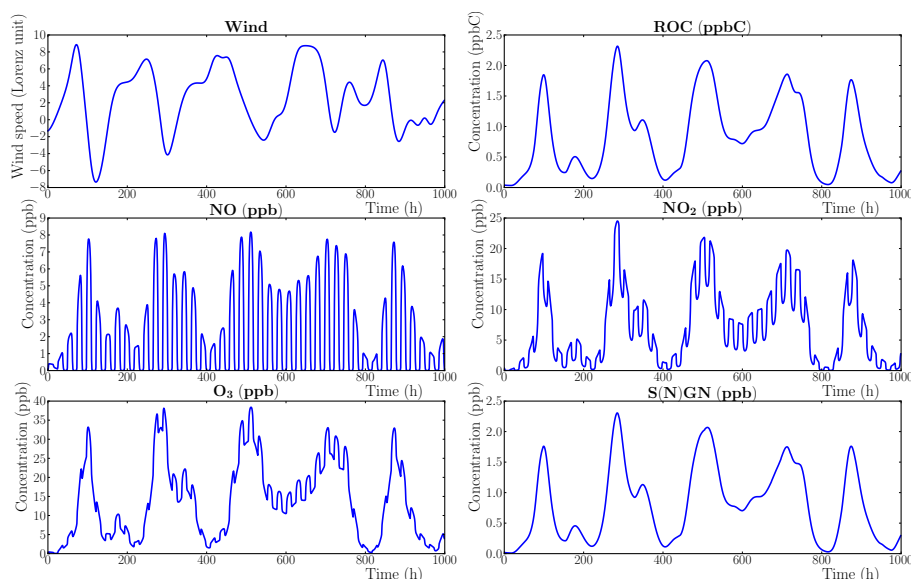 Wind
Wind speed (Lorenz unit)
10
8
6
4
2
0
−2
−4
−6
−8
0 200 400 600 800 1000
Time (h)
ROC (ppbC)
Concentration (ppbC)
2.5
2.0
1.5
1.0
0.5
0.0
0 200 400 600 800 1000
Time (h)
NO (ppb)
Concentration (ppb)
9
8
7
6
5
4
3
2
1
0
0 200 400 600 800 1000
Time (h)
NO₂ (ppb)
Concentration (ppb)
25
20
15
10
5
0
0 200 400 600 800 1000
Time (h)
O₃ (ppb)
Concentration (ppb)
40
35
30
25
20
15
10
5
0
0 200 400 600 800 1000
Time (h)
S(N)GN (ppb)
Concentration (ppb)
2.5
2.0
1.5
1.0
0.5
0.0
0 200 400 600 800 1000
Time (h)